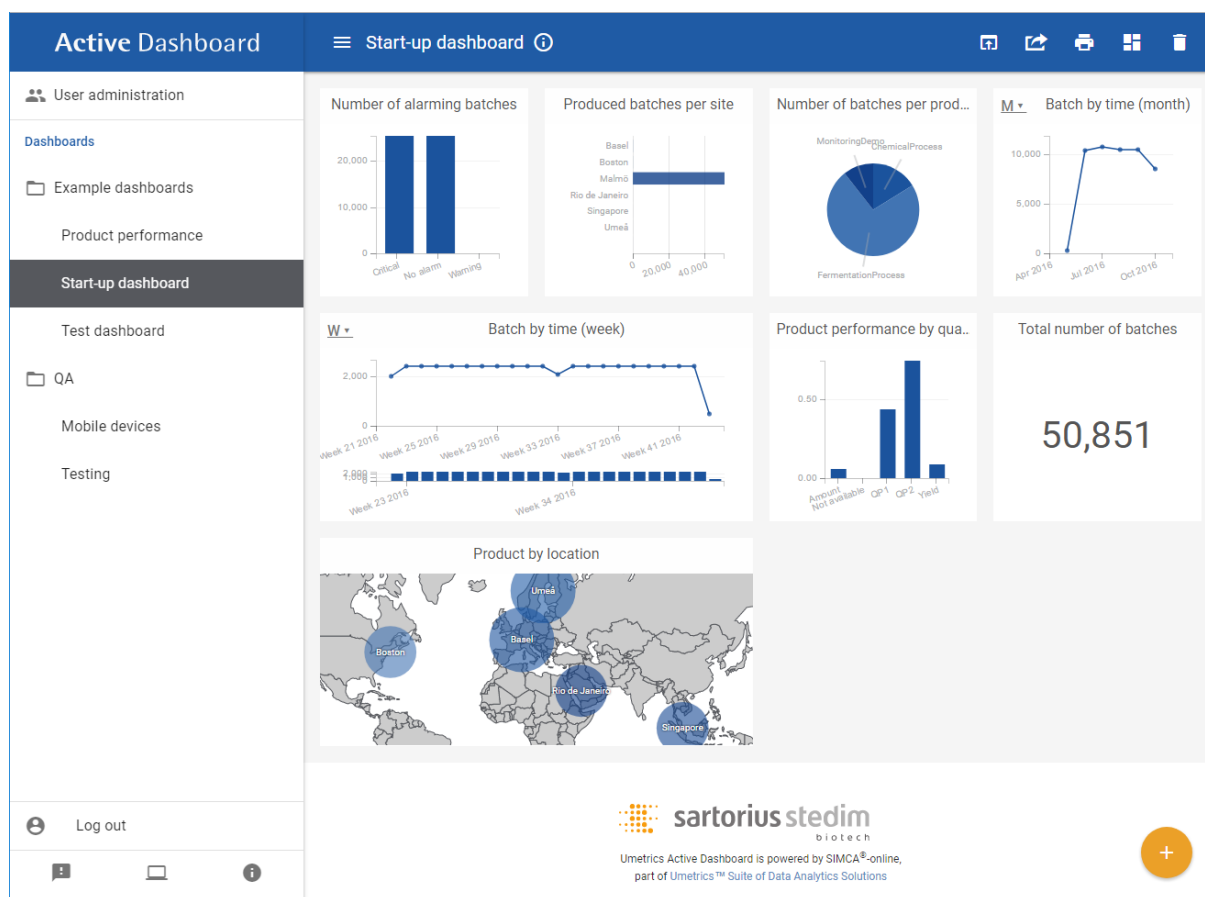 Active Dashboard
Start-up dashboard
User administration
Dashboards
Example dashboards
Product performance
Start-up dashboard
Test dashboard
QA
Mobile devices
Testing
Log out
Number of alarming batches
20,000
10,000
0
Critical
No alarm
Warning
Produced batches per site
Basel
Boston
Malmö
Rio de Janeiro
Singapore
Umeå
0
20,000
40,000
Number of batches per prod...
MonitoringDemo
ChemicalProcess
FermentationProcess
M
Batch by time (month)
10,000
5,000
0
Apr 2016
Jul 2016
Oct 2016
W
Batch by time (week)
2,000
0
Week 21 2016
Week 25 2016
Week 29 2016
Week 33 2016
Week 37 2016
Week 41 2016
Week 23 2016
Week 34 2016
Product performance by qua..
0.50
0.00
Amount
Not available
QP1
QP2
Yield
Total number of batches
50,851
Product by location
Umeå
Boston
Basel
Rio de Janeiro
Singapore
sartorius stedim
biotech
Umetrics Active Dashboard is powered by SIMCA®-online,
part of Umetrics™ Suite of Data Analytics Solutions